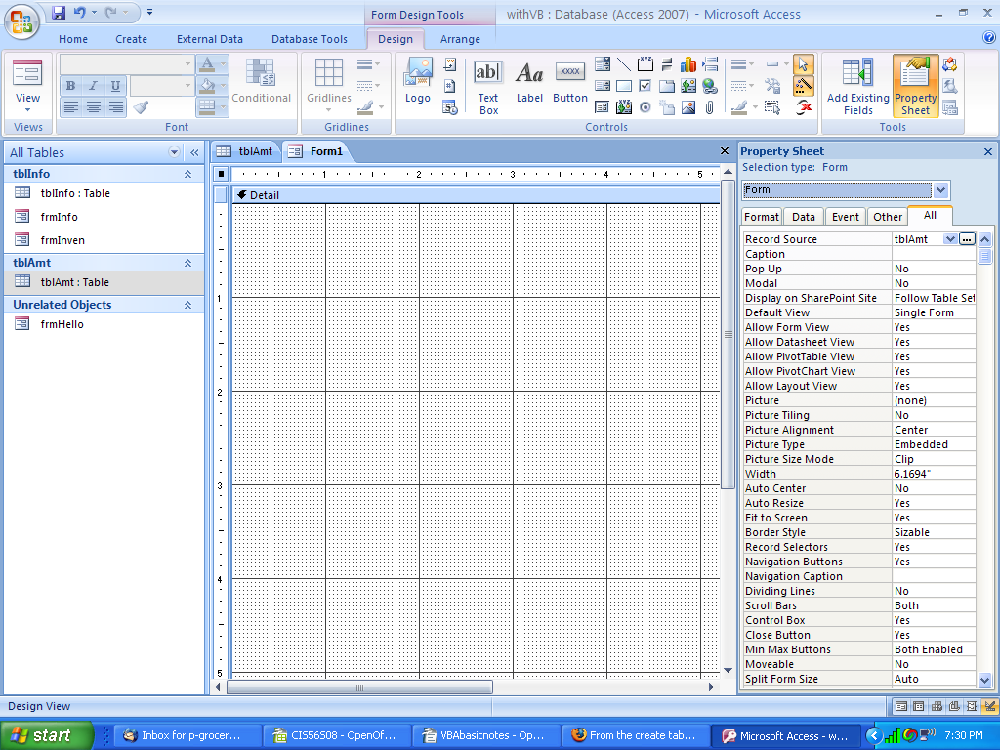 Form Design Tools
withVB : Database (Access 2007) - Microsoft Access
Home Create External Data Database Tools Design Arrange
View
Views
B I U
Conditional
Font
Gridlines
Gridlines
Logo
ab|
Text Box
Aa
Label
XXXX
Button
XYZ
Controls
Add Existing Fields
Property Sheet
Tools
All Tables
tblInfo
tblInfo : Table
frmInfo
frmInven
tblAmt
tblAmt : Table
Unrelated Objects
frmHello
tblAmt
Form1
1 2 3 4 5
Detail
1
2
3
4
5
Property Sheet
Selection type: Form
Form
Format Data Event Other All
Record Source tblAmt ...
Caption
Pop Up No
Modal No
Display on SharePoint Site Follow Table Set
Default View Single Form
Allow Form View Yes
Allow Datasheet View Yes
Allow PivotTable View Yes
Allow PivotChart View Yes
Allow Layout View Yes
Picture (none)
Picture Tiling No
Picture Alignment Center
Picture Type Embedded
Picture Size Mode Clip
Width 6.1694"
Auto Center No
Auto Resize Yes
Fit to Screen Yes
Border Style Sizable
Record Selectors Yes
Navigation Buttons Yes
Navigation Caption
Dividing Lines No
Scroll Bars Both
Control Box Yes
Close Button Yes
Min Max Buttons Both Enabled
Moveable No
Split Form Size Auto
Design View
start
Inbox for p-grocer...
CIS56S08 - OpenOf...
VBAbasicnotes - Op...
From the create tab...
Microsoft Access - w...
7:30 PM